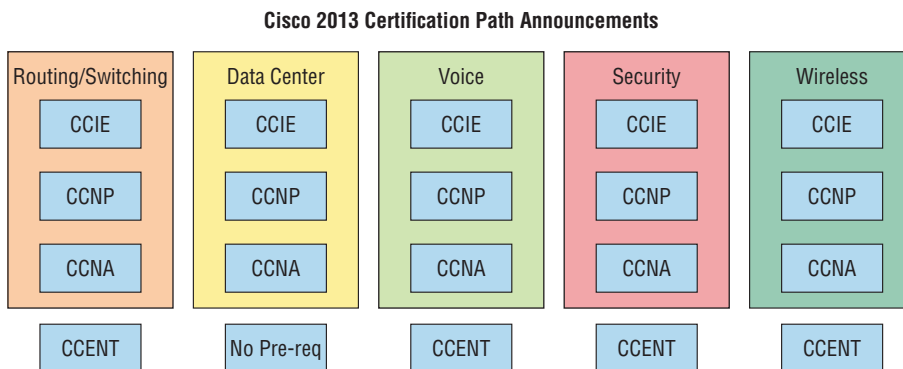 Cisco 2013 Certification Path Announcements
Routing/Switching
CCIE
CCNP
CCNA
CCENT
Data Center
CCIE
CCNP
CCNA
No Pre-req
Voice
CCIE
CCNP
CCNA
CCENT
Security
CCIE
CCNP
CCNA
CCENT
Wireless
CCIE
CCNP
CCNA
CCENT